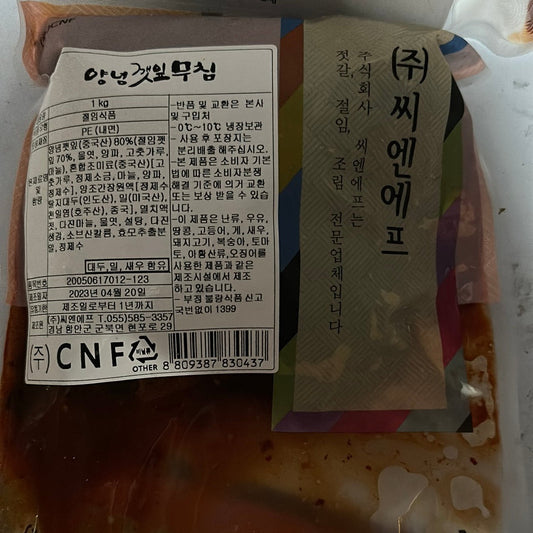 CNF
양념깻잎무침
1 kg
절임식품
PE (내면)
양념깻잎(중국산) 80%(절임깻
잎70%, 물엿, 양파, 고춧가루,
마늘), 혼합조미료(중국산)[고
춧가루, 정제소금, 마늘, 양파,
정제수], 양조간장원액[정제수,
탈지대두(인도산), 밀(미국산),
천일염(호주산), 종국], 멸치액
젓, 다진마늘, 물엿, 설탕, 다진
생강, 소브산칼륨, 효모추출분
말, 정제수
대두,밀, 새우 함유
20050617012-123
2023년 04월 20일
제조일로부터 1년까지
(주)씨엔에프 T.055)585-3357
경남 함안군 군북면 현포로 29
-반품 및 교환은 본사
및 구입처
-0℃~10℃ 냉장보관
-사용 후 포장지는
분리배출 해주십시오.
-본 제품은 소비자 기본
법에 따른 소비자분쟁
해결 기준에 의거 교환
또는 보상 받을 수 있습
니다.
-이 제품은 난류, 우유,
땅콩, 고등어, 게, 새우,
돼지고기, 복숭아, 토마
토, 아황산류, 오징어를
사용한 제품과 같은
제조시설에서 제조
하고 있습니다.
-부정.불량식품 신고
국번없이 1399
(주) CNF
비닐류
OTHER
8 809387 830437
(주)씨엔에프
주식회사 씨엔에프는
젓갈, 절임, 조림 전문업체입니다